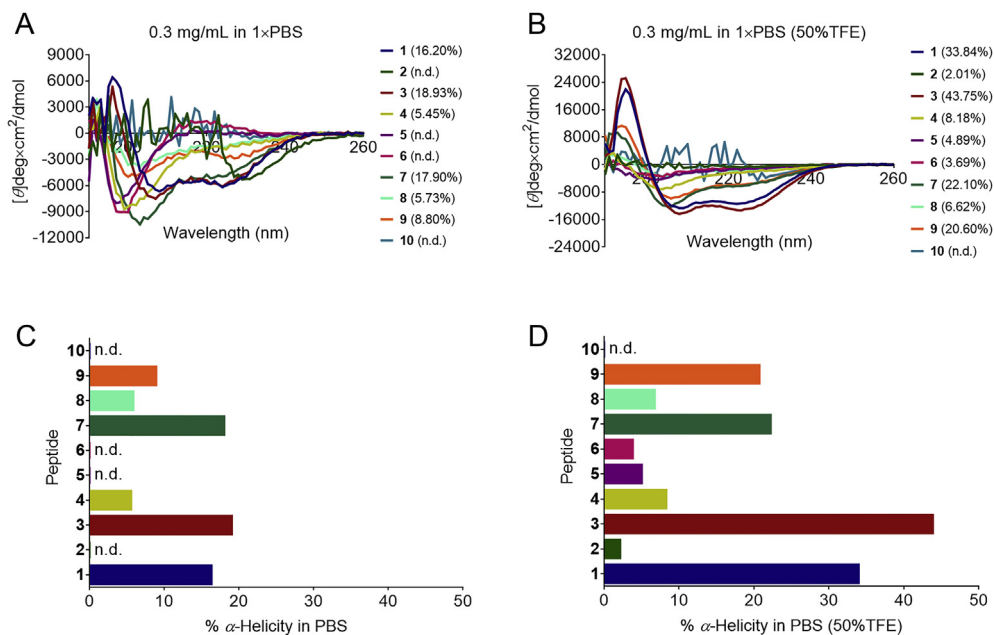 A
0.3 mg/mL in 1×PBS
[θ]deg×cm²/dmol
9000
6000
3000
0
-3000
-6000
-9000
-12000
200
220
240
260
Wavelength (nm)
1 (16.20%)
2 (n.d.)
3 (18.93%)
4 (5.45%)
5 (n.d.)
6 (n.d.)
7 (17.90%)
8 (5.73%)
9 (8.80%)
10 (n.d.)
B
0.3 mg/mL in 1×PBS (50%TFE)
[θ]deg×cm²/dmol
32000
24000
16000
8000
0
-8000
-16000
-24000
200
220
240
260
Wavelength (nm)
1 (33.84%)
2 (2.01%)
3 (43.75%)
4 (8.18%)
5 (4.89%)
6 (3.69%)
7 (22.10%)
8 (6.62%)
9 (20.60%)
10 (n.d.)
C
Peptide
10 n.d.
9
8
7
6 n.d.
5 n.d.
4
3
2 n.d.
1
0 10 20 30 40 50
% α-Helicity in PBS
D
Peptide
10 n.d.
9
8
7
6
5
4
3
2
1
0 10 20 30 40 50
% α-Helicity in PBS (50%TFE)